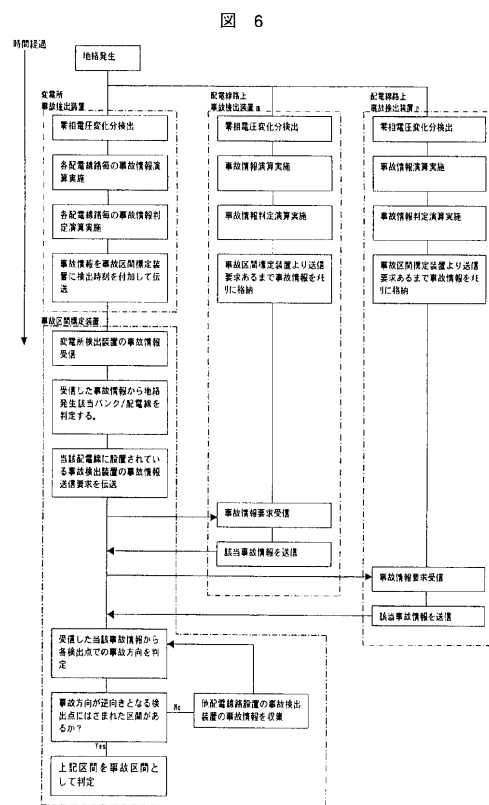 図 6
時間経過
地絡発生
変電所
事故検出装置
零相電圧変化分検出
各配電線路毎の事故情報演
算実施
各配電線路毎の事故情報判
定演算実施
事故情報を事故区間標定装
置に検出時刻を付加して伝
送
配電線路上
事故検出装置m
零相電圧変化分検出
事故情報演算実施
事故情報判定演算実施
事故区間標定装置より送信
要求あるまで事故情報をメモ
リに格納
配電線路上
事故検出装置n
零相電圧変化分検出
事故情報演算実施
事故情報判定演算実施
事故区間標定装置より送信
要求あるまで事故情報をメモ
リに格納
事故区間標定装置
変電所検出装置の事故情報
受信
受信した事故情報から地絡
発生該当バンク/配電線を
判定する。
当該配電線に設置されてい
る事故検出装置の事故情報
送信要求を伝送
事故情報要求受信
該当事故情報を送信
事故情報要求受信
該当事故情報を送信
受信した当該事故情報から
各検出点での事故方向を判
定
事故方向が逆向きとなる検
出点にはさまれた区間があ
るか?
No
他配電線路設置の事故検出
装置の事故情報を収集
Yes
上記区間を事故区間と
して判定